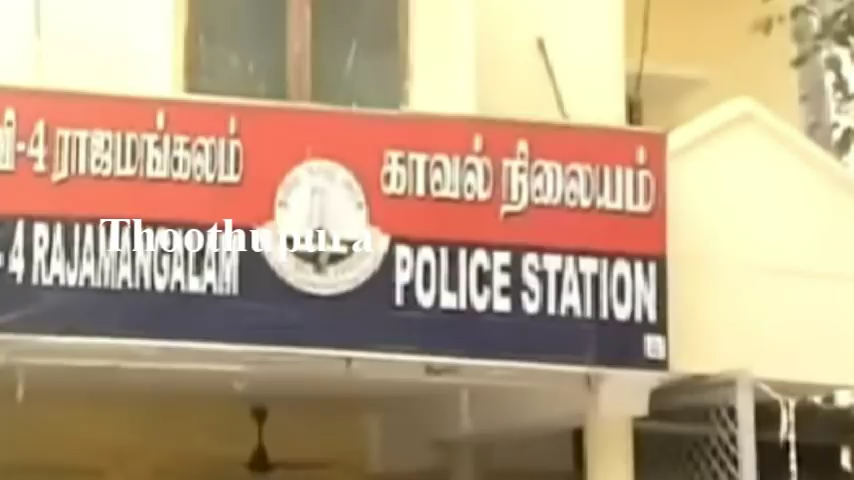 வி-4 ராஜமங்கலம்
காவல் நிலையம்
Thoothupura
- 4 RAJAMANGALAM
POLICE STATION